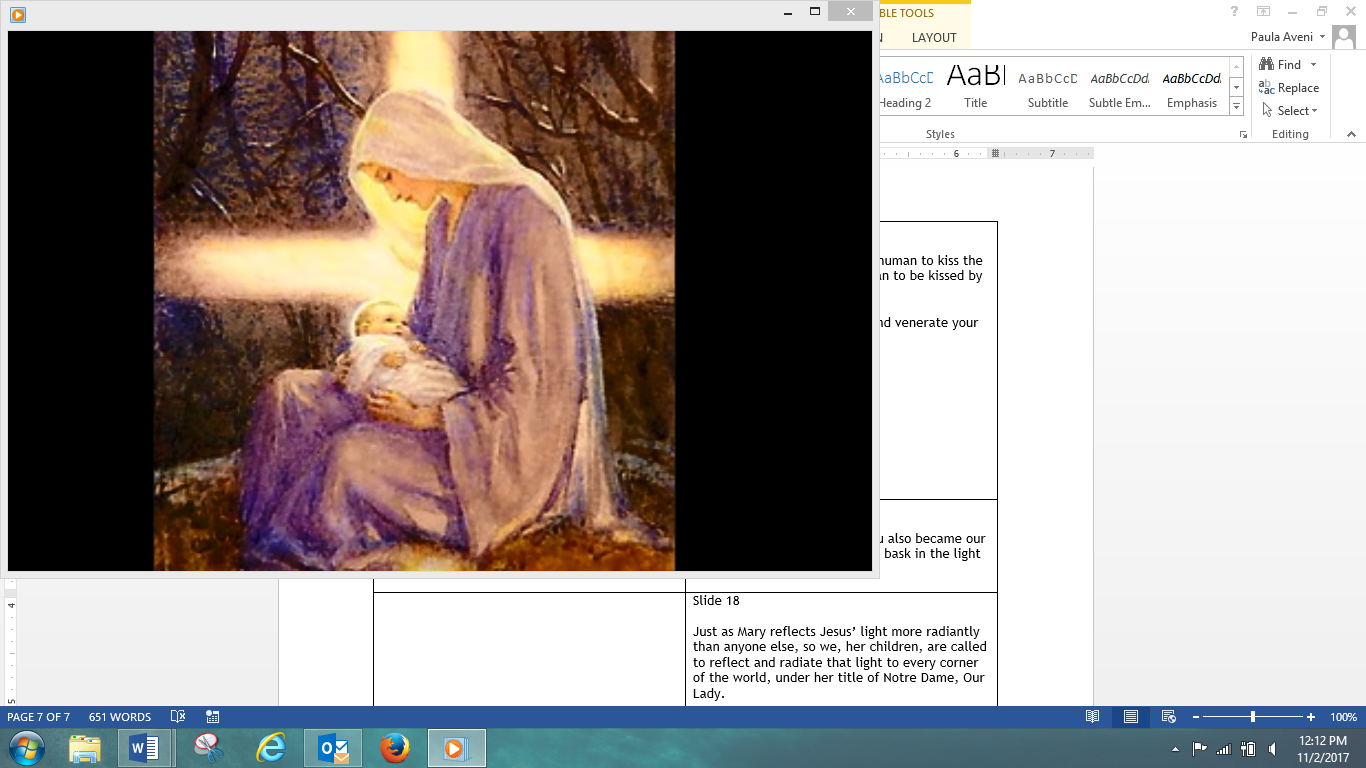 BLE TOOLS
LAYOUT
Paula Aveni
AaBbCcD
AaBbCcD
AaBbCcDd
AaBbCcDd
Heading 2
Title
Subtitle
Subtle Em...
Emphasis
Styles
Find
Replace
Select
Editing
6
7
human to kiss the
to be kissed by
venerate your
also became our
bask in the light
Slide 18
Just as Mary reflects Jesus’ light more radiantly
than anyone else, so we, her children, are called
to reflect and radiate that light to every corner
of the world, under her title of Notre Dame, Our
Lady.
4
5
PAGE 7 OF 7
651 WORDS
100%
12:12 PM
11/2/2017